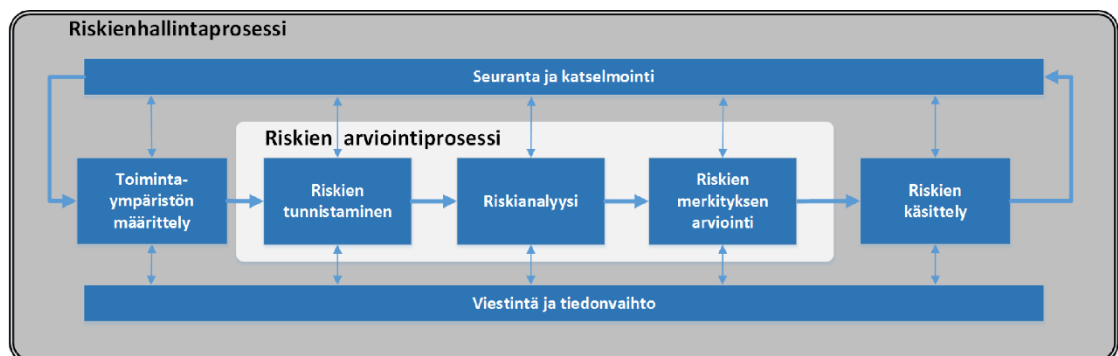 Riskienhallintaprosessi
Seuranta ja katselmointi
Riskien arviointiprosessi
Toiminta-
ympäristön
määrittely
Riskien
tunnistaminen
Riskianalyysi
Riskien
merkityksen
arviointi
Riskien
käsittely
Viestintä ja tiedonvaihto